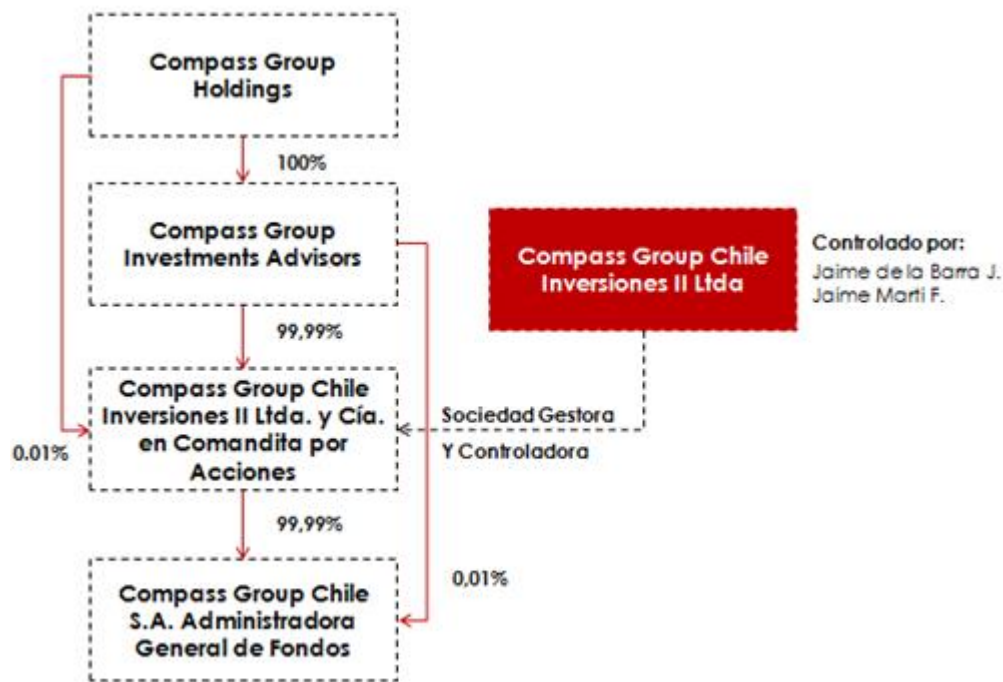 Compass Group
Holdings
100%
Compass Group
Investments Advisors
Compass Group Chile
Inversiones II Ltda
Controlado por:
Jaime de la Barra J.
Jaime Marti F.
99,99%
Compass Group Chile
Inversiones II Ltda. y Cía.
en Comandita por
Acciones
Sociedad Gestora
Y Controladora
0.01%
99,99%
0,01%
Compass Group Chile
S.A. Administradora
General de Fondos